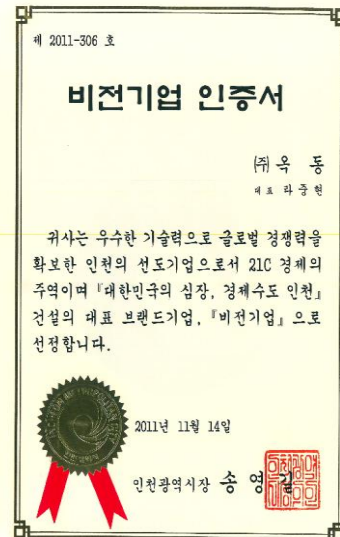 제 2011-306 호
비전기업 인증서
㈜ 옥 동
대표 라중현
귀사는 우수한 기술력으로 글로벌 경쟁력을
확보한 인천의 선도기업으로서 21C 경제의
주역이며『대한민국의 심장, 경제수도 인천』
건설의 대표 브랜드기업,『비전기업』으로
선정합니다.
2011년 11월 14일
인천광역시장 송 영 길